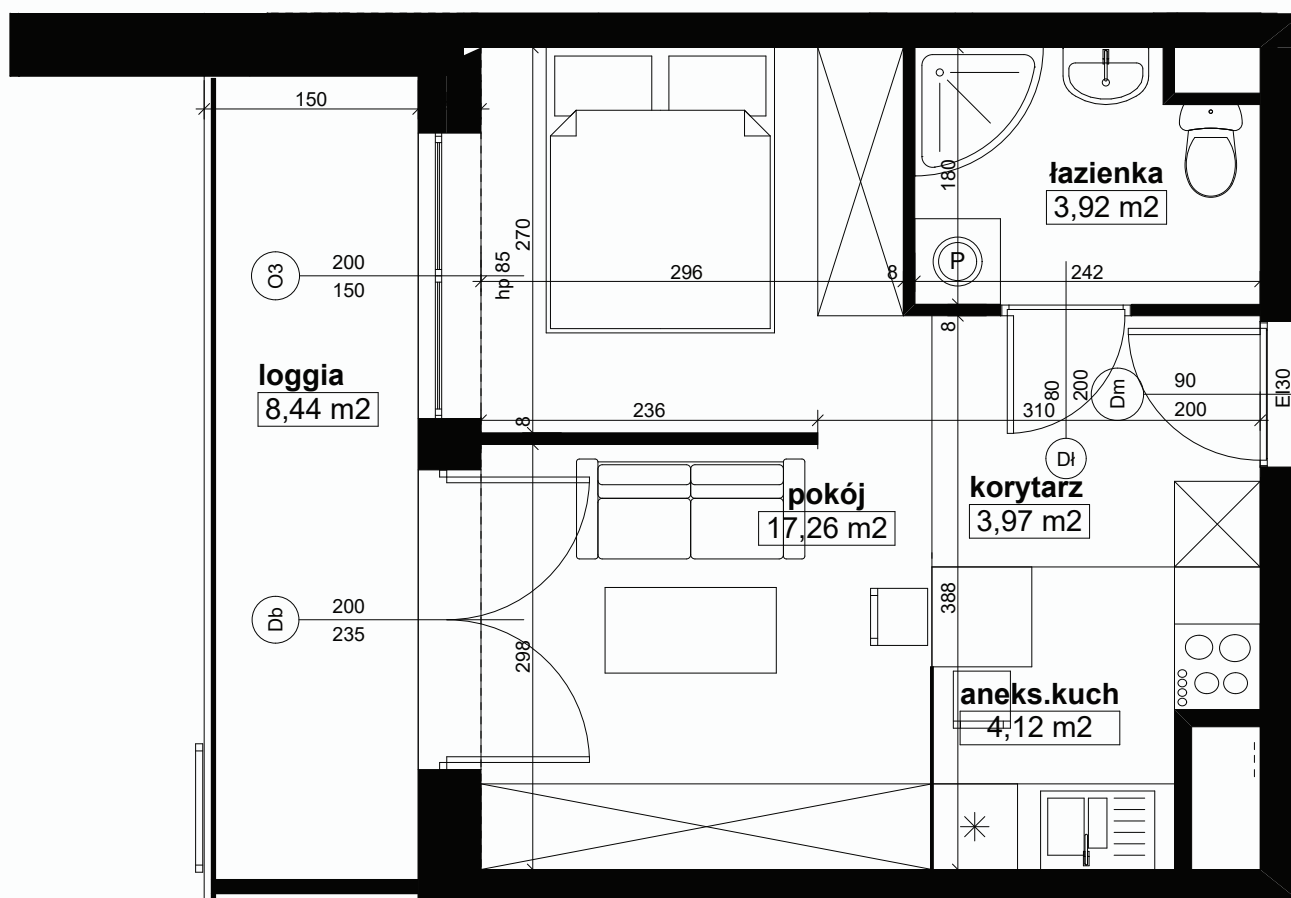 150
łazienka
3,92 m2
180
270
hp 85
O3
200
150
296
8
P
242
8
loggia
8,44 m2
236
8
310
80
200
Dm
90
200
EI30
Dł
pokój
17,26 m2
korytarz
3,97 m2
Db
200
235
298
388
aneks.kuch
4,12 m2